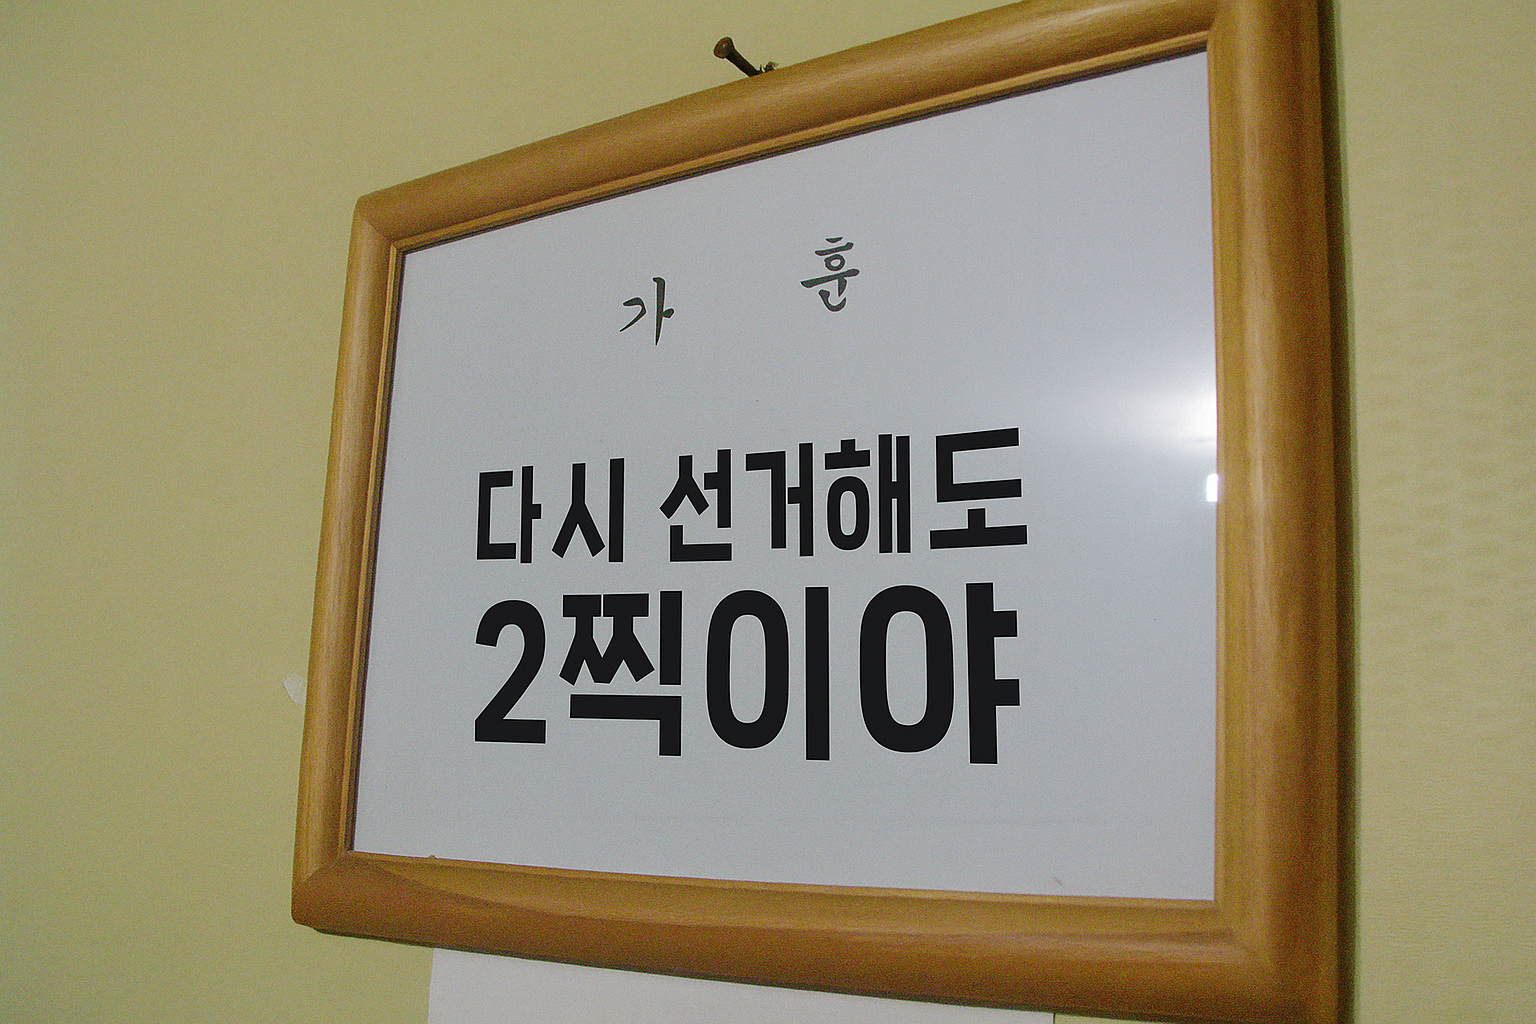 가 훈
다시 선거해도
2찍이야